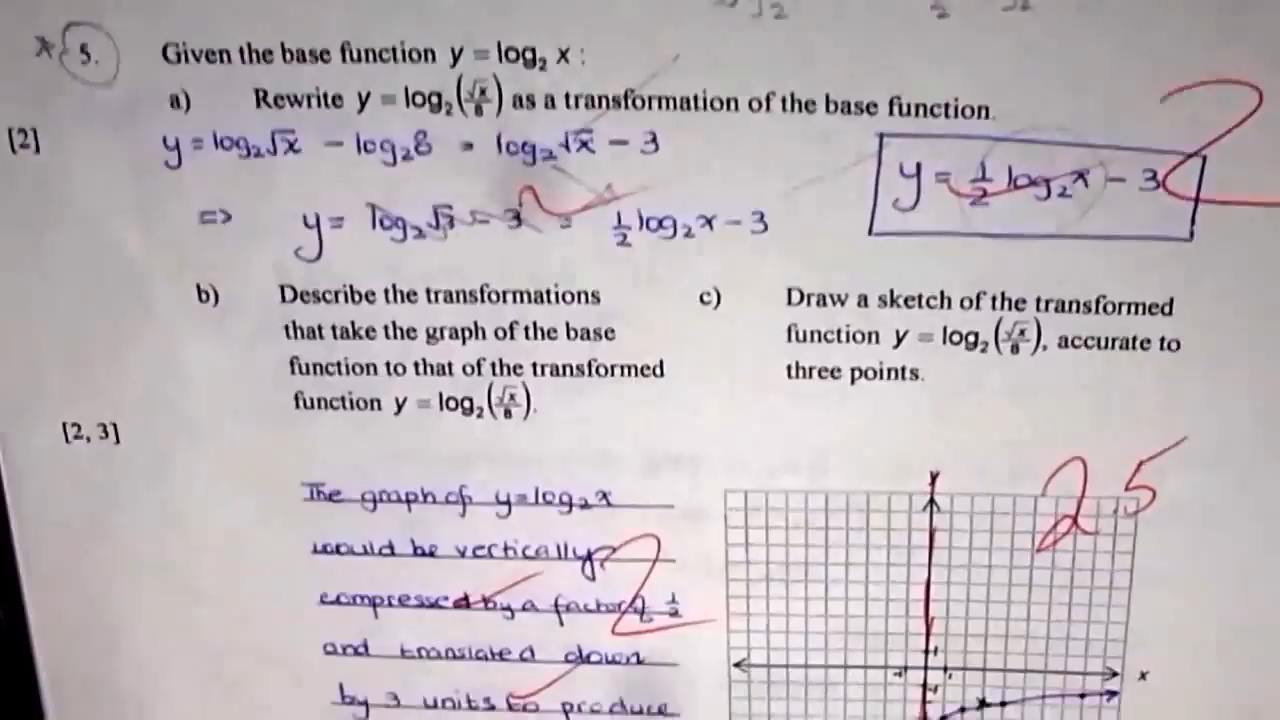 5. Given the base function y = log₂ x :
a) Rewrite y = log₂(√x/8) as a transformation of the base function.
[2]
y = log₂√x - log₂8 = log₂√x - 3
y = ½ log₂x - 3
2
=> y = log₂√x - 3 = ½ log₂x - 3
b) Describe the transformations
that take the graph of the base
function to that of the transformed
function y = log₂(√x/8).
c) Draw a sketch of the transformed
function y = log₂(√x/8), accurate to
three points.
[2, 3]
The graph of y=log₂x
would be vertically
compressed by a factor of ½
and translated down
by 3 units to produce
2
2.5
y
x